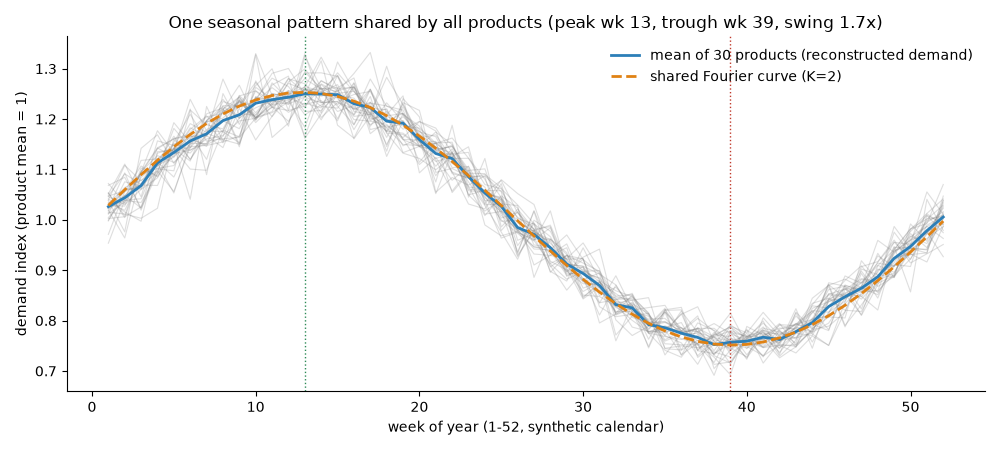 One seasonal pattern shared by all products (peak wk 13, trough wk 39, swing 1.7x)
mean of 30 products (reconstructed demand)
shared Fourier curve (K=2)
demand index (product mean = 1)
1.3
1.2
1.1
1.0
0.9
0.8
0.7
0 10 20 30 40 50
week of year (1-52, synthetic calendar)